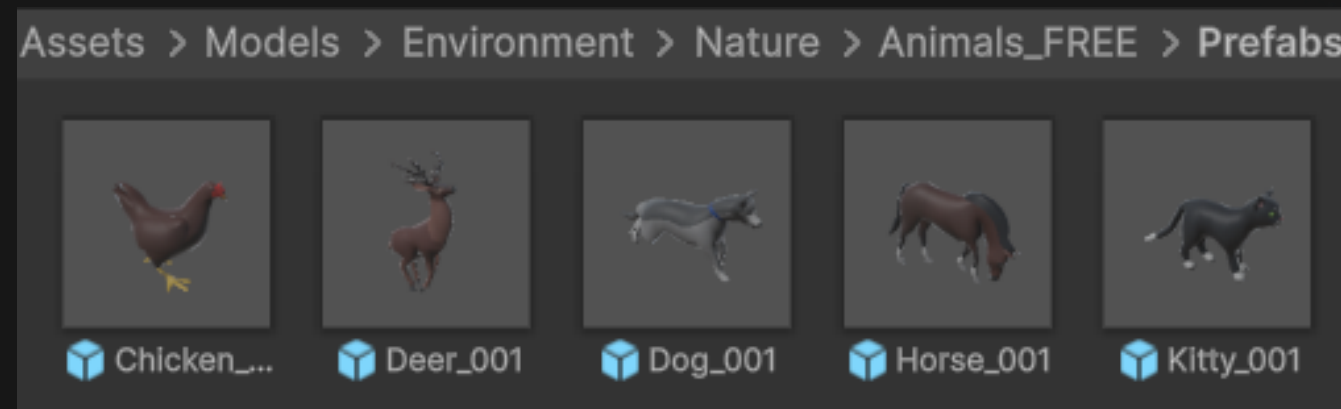 Assets > Models > Environment > Nature > Animals_FREE > Prefabs
Chicken_... Deer_001 Dog_001 Horse_001 Kitty_001